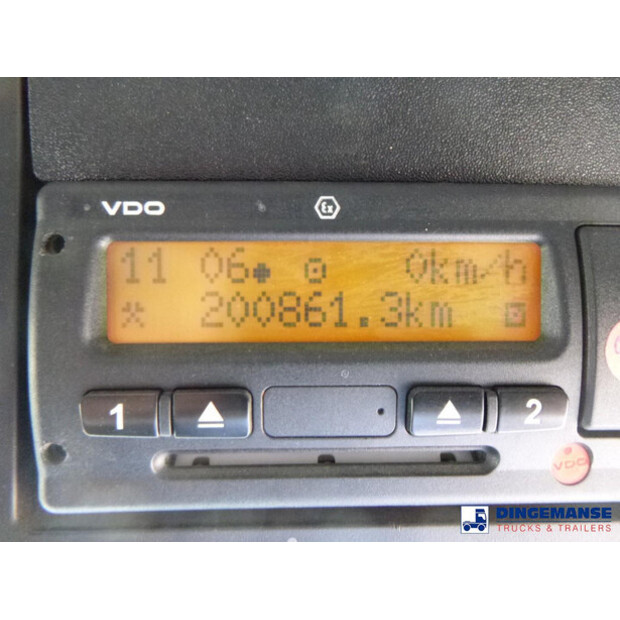 VDO
Ex
11 06 0km/h
200861.3km
1 2
VDO
DINGEMANSE
TRUCKS & TRAILERS